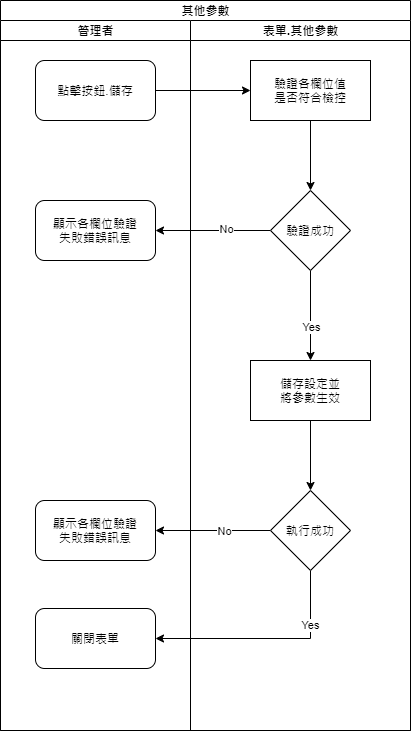 其他參數
管理者
表單.其他參數
點擊按鈕.儲存
驗證各欄位值
是否符合檢控
顯示各欄位驗證
失敗錯誤訊息
No
驗證成功
Yes
儲存設定並
將參數生效
顯示各欄位驗證
失敗錯誤訊息
No
執行成功
Yes
關閉表單